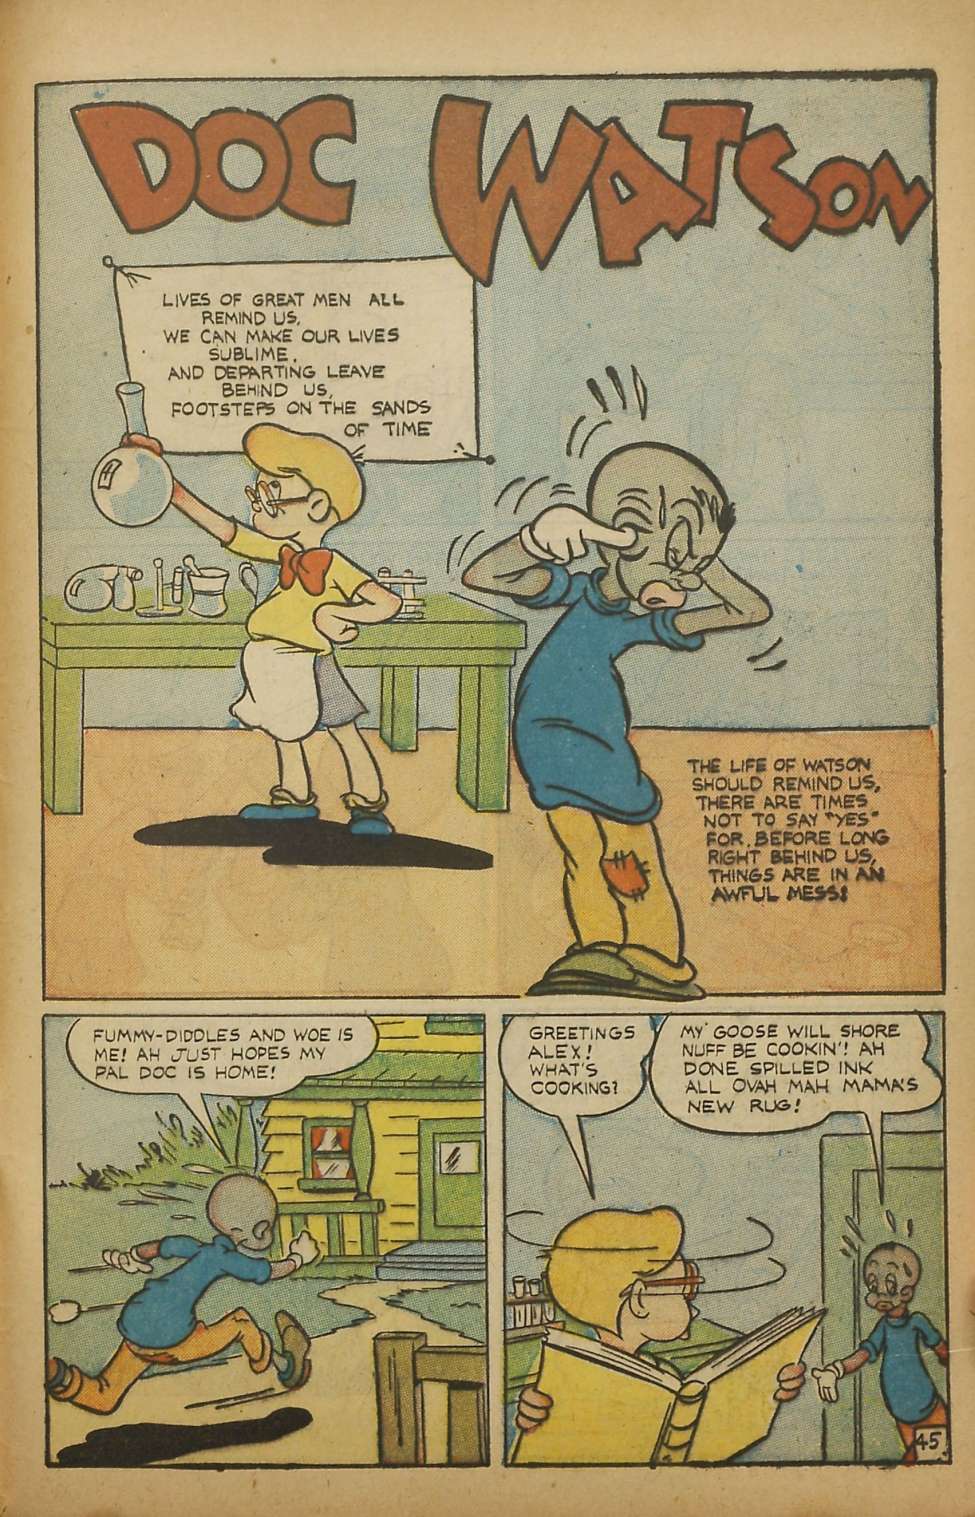 DOC WATSON
LIVES OF GREAT MEN ALL
REMIND US,
WE CAN MAKE OUR LIVES
SUBLIME,
AND DEPARTING LEAVE
BEHIND US,
FOOTSTEPS ON THE SANDS
OF TIME
THE LIFE OF WATSON
SHOULD REMIND US,
THERE ARE TIMES
NOT TO SAY "YES"
FOR, BEFORE LONG
RIGHT BEHIND US,
THINGS ARE IN AN
AWFUL MESS!
FUMMY-DIDDLES AND WOE IS
ME! AH JUST HOPES MY
PAL DOC IS HOME!
GREETINGS
ALEX!
WHAT'S
COOKING?
MY GOOSE WILL SHORE
NUFF BE COOKIN'! AH
DONE SPILLED INK
ALL OVAH MAH MAMA'S
NEW RUG!
45